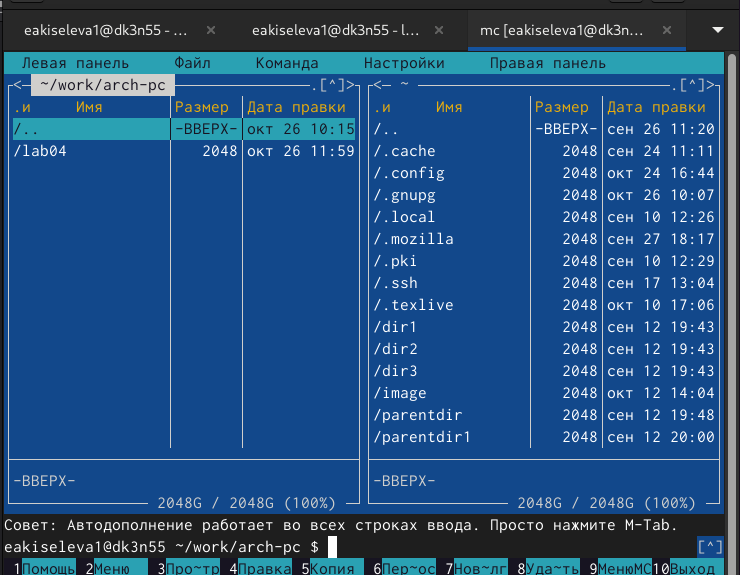 eakiseleva1@dk3n55 - ... × eakiseleva1@dk3n55 - l... × mc [eakiseleva1@dk3n... ×
Левая панель Файл Команда Настройки Правая панель
<─ ~/work/arch-pc .[^]> <─ ~ .[^]>
.и Имя Размер Дата правки .и Имя Размер Дата правки
/.. -ВВЕРХ- окт 26 10:15 /.. -ВВЕРХ- сен 26 11:20
/lab04 2048 окт 26 11:59 /.cache 2048 сен 24 11:11
/.config 2048 окт 24 16:44
/.gnupg 2048 окт 26 10:07
/.local 2048 сен 10 12:26
/.mozilla 2048 сен 27 18:17
/.pki 2048 сен 10 12:29
/.ssh 2048 сен 17 13:04
/.texlive 2048 окт 10 17:06
/dir1 2048 сен 12 19:43
/dir2 2048 сен 12 19:43
/dir3 2048 сен 12 19:43
/image 2048 окт 12 14:04
/parentdir 2048 сен 12 19:48
/parentdir1 2048 сен 12 20:00
-ВВЕРХ- -ВВЕРХ-
2048G / 2048G (100%) 2048G / 2048G (100%)
Совет: Автодополнение работает во всех строках ввода. Просто нажмите M-Tab.
eakiseleva1@dk3n55 ~/work/arch-pc $ [^]
1Помощь 2Меню 3Про~тр 4Правка 5Копия 6Пер~ос 7Нов~лг 8Уда~ть 9МенюМС 10Выход